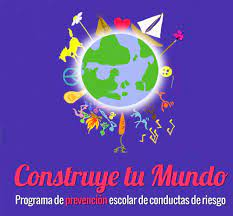 Construye tu Mundo
Programa de prevención escolar de conductas de riesgo